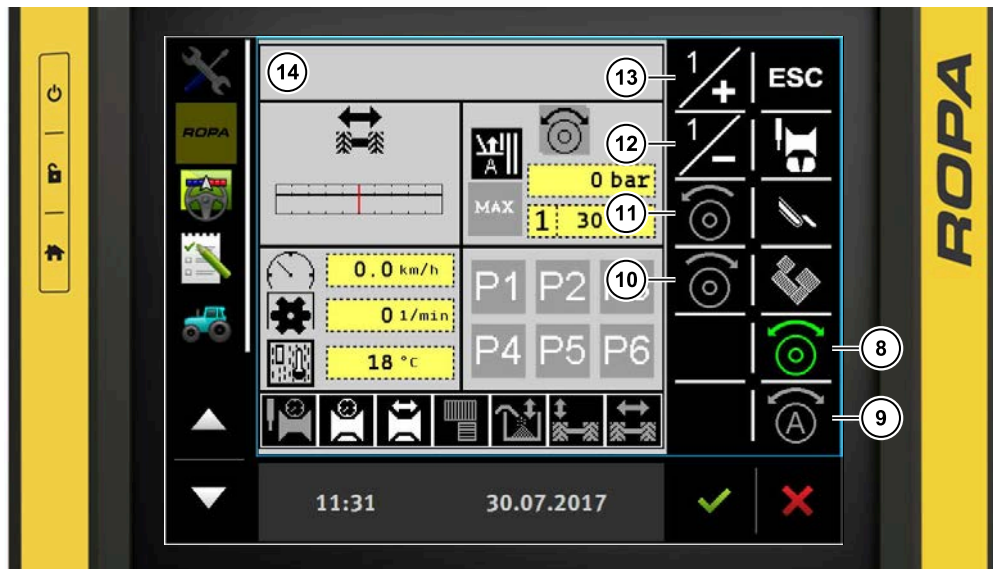 14
13
1/+
ESC
ROPA
12
1/-
A
0 bar
MAX
11
1 30
0.0 km/h
10
P1 P2
0 1/min
P4 P5 P6
8
18 °C
A
9
11:31 30.07.2017
ROPA